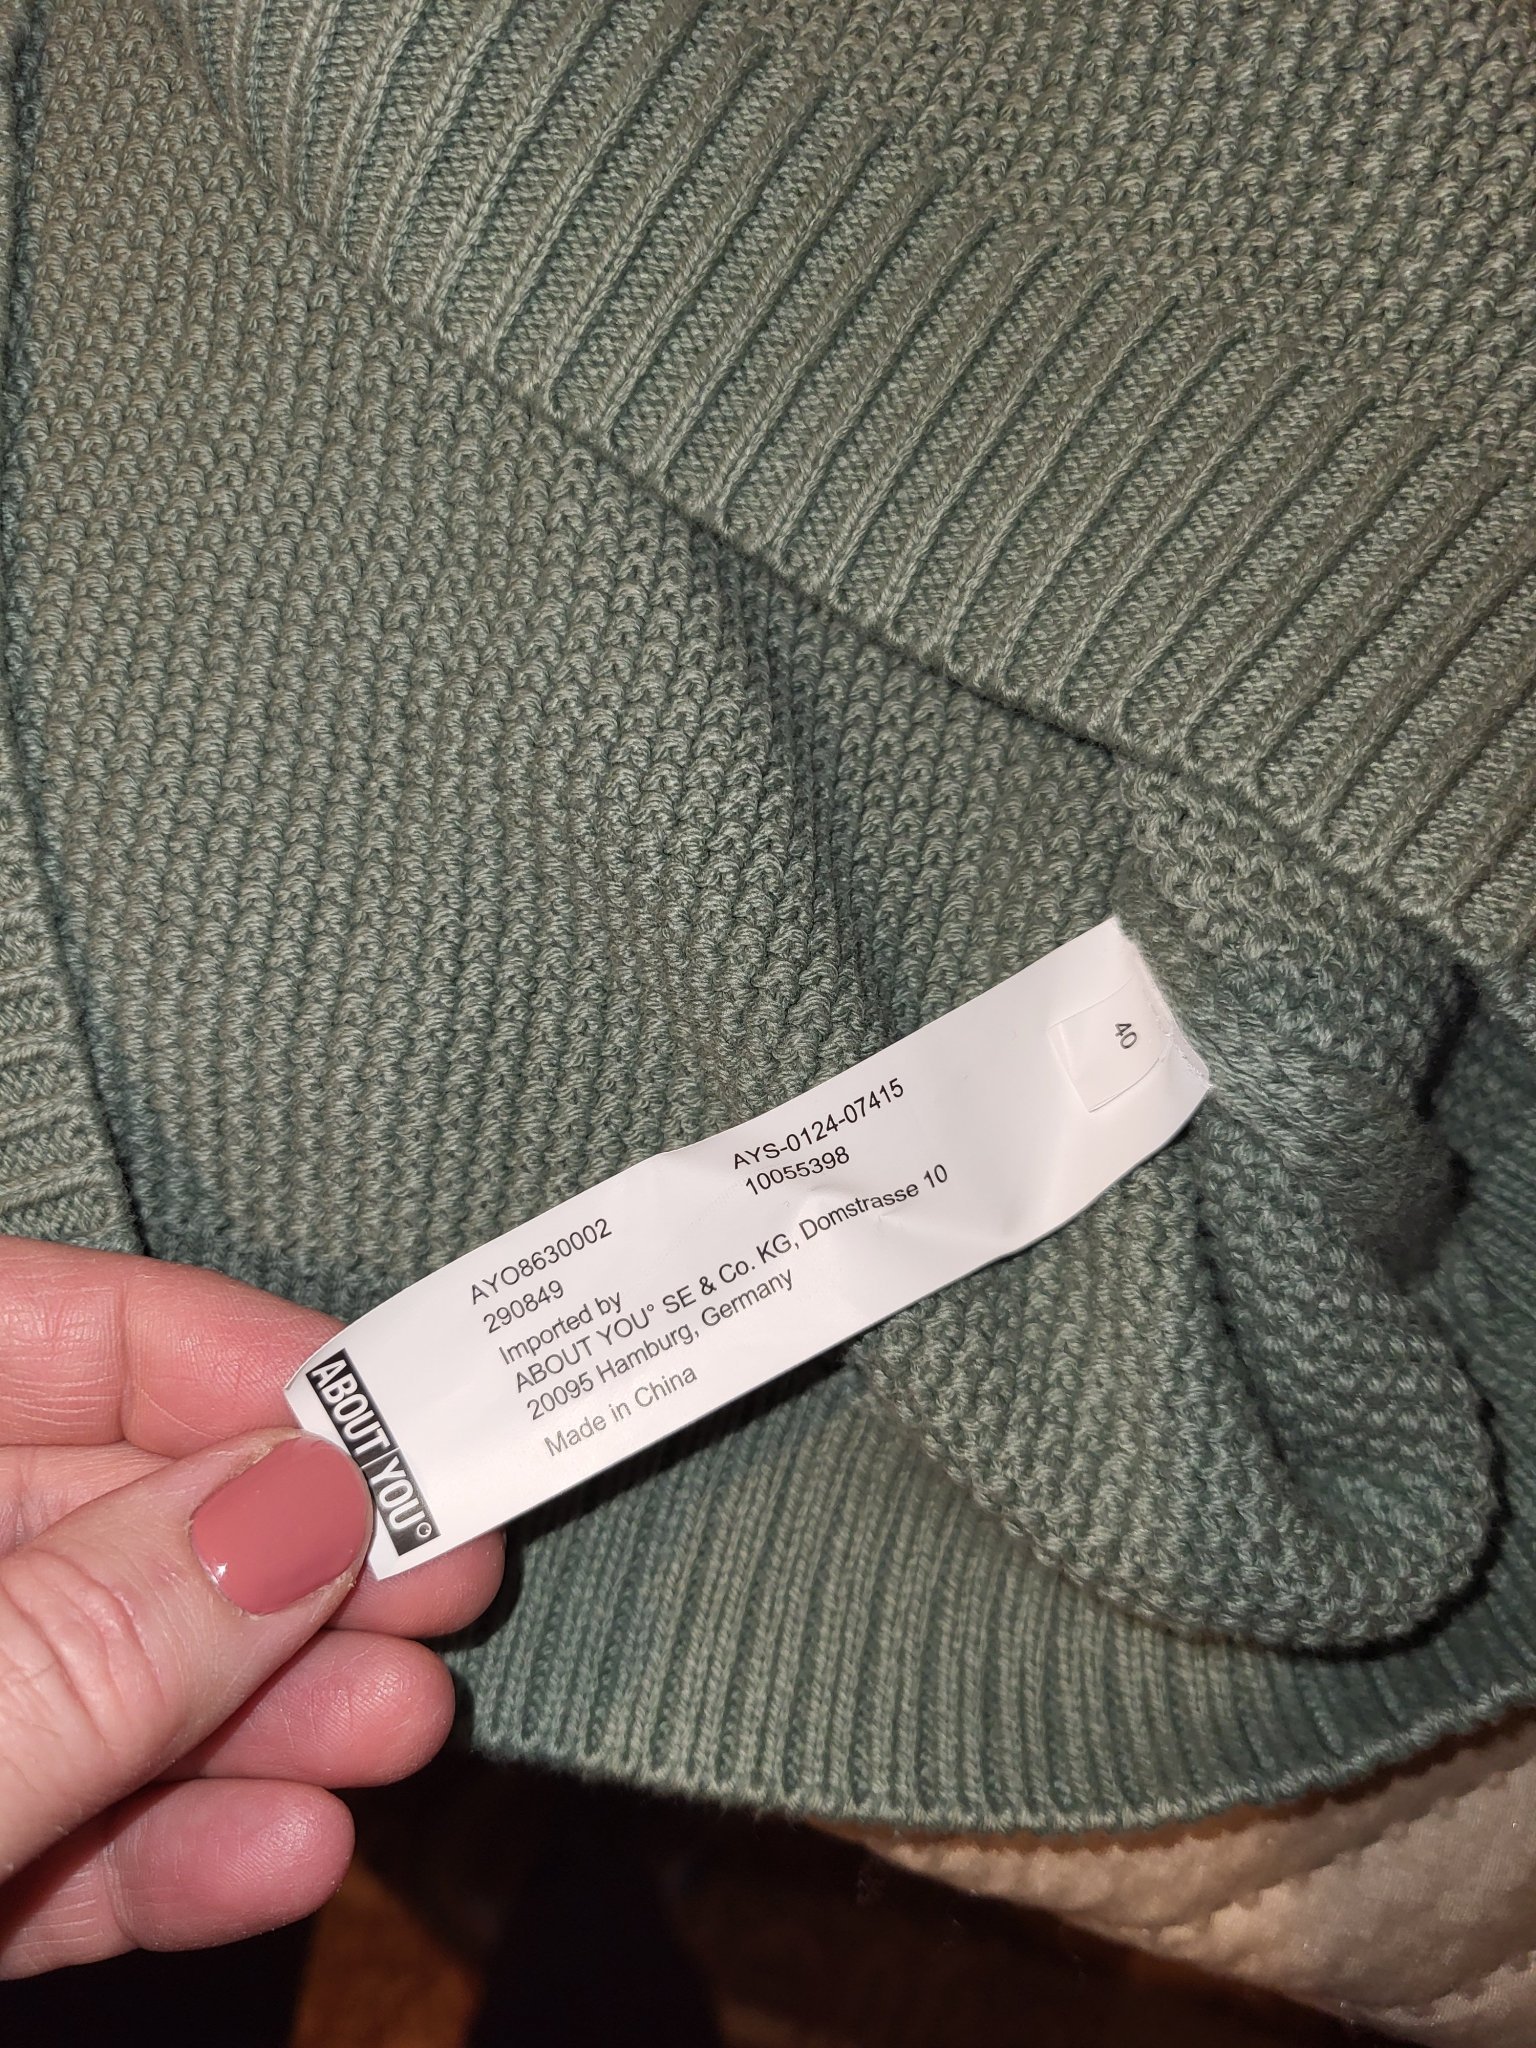 40
AYS-0124-07415
10055398
AYO8630002
290849
Imported by
ABOUT YOU° SE & Co. KG, Domstrasse 10
20095 Hamburg, Germany
Made in China
ABOUT|YOU°